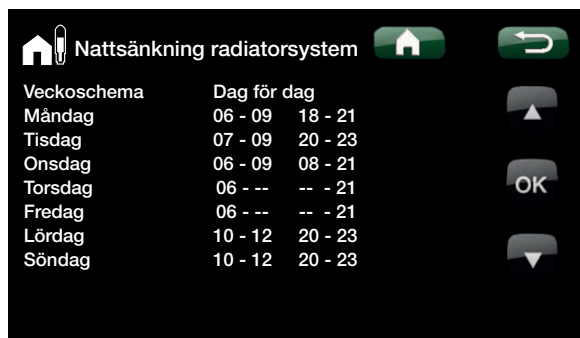 Nattsänkning radiatorsystem
Veckoschema Dag för dag
Måndag 06 - 09 18 - 21
Tisdag 07 - 09 20 - 23
Onsdag 06 - 09 08 - 21
Torsdag 06 - -- -- - 21
Fredag 06 - -- -- - 21
Lördag 10 - 12 20 - 23
Söndag 10 - 12 20 - 23
OK